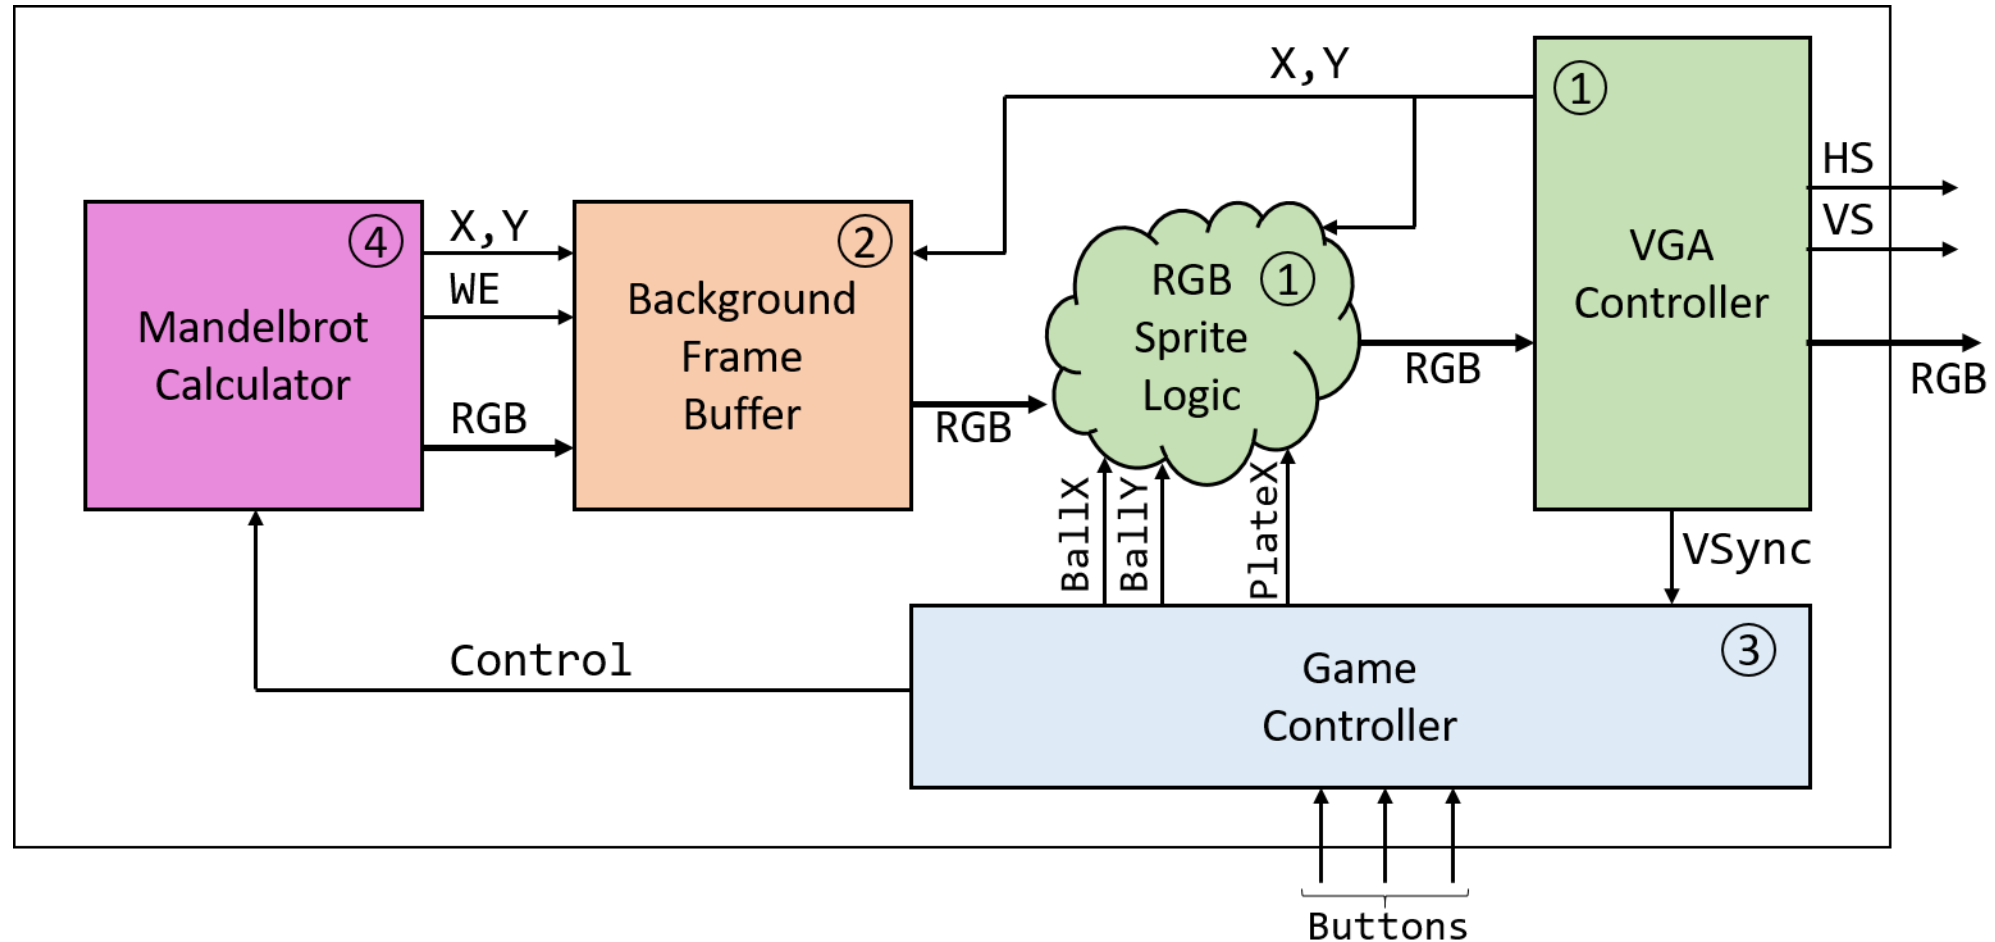 X,Y
①
HS
VS
④
X,Y
②
WE
Mandelbrot
Calculator
Background
Frame
Buffer
RGB
RGB
RGB ①
Sprite
Logic
RGB
VGA
Controller
RGB
BallX
BallY
PlateX
VSync
Control
③
Game
Controller
Buttons